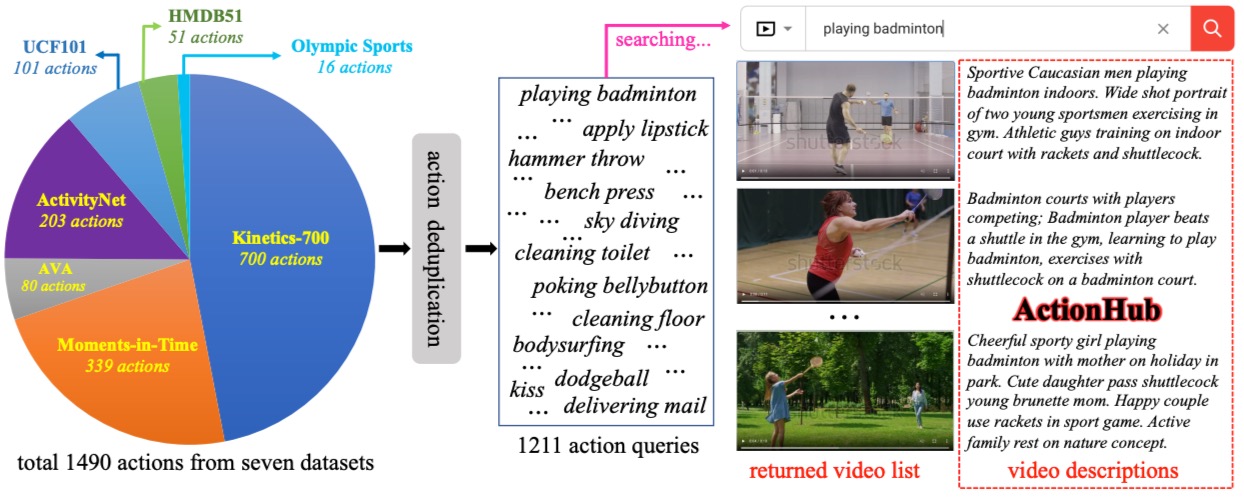 HMDB51
51 actions
UCF101
101 actions
Olympic Sports
16 actions
ActivityNet
203 actions
Kinetics-700
700 actions
AVA
80 actions
Moments-in-Time
339 actions
total 1490 actions from seven datasets
action deduplication
playing badminton
... ... apply lipstick
hammer throw ...
... bench press ...
... ... sky diving
...
cleaning toilet ...
poking bellybutton
... cleaning floor
bodysurfing ...
... ...
kiss dodgeball
... delivering mail
1211 action queries
searching...
playing badminton
shutterstock
shutterstock
...
returned video list
Sportive Caucasian men playing
badminton indoors. Wide shot portrait
of two young sportsmen exercising in
gym. Athletic guys training on indoor
court with rackets and shuttlecock.
Badminton courts with players
competing; Badminton player beats
a shuttle in the gym, learning to play
badminton, exercises with
shuttlecock on a badminton court.
ActionHub
Cheerful sporty girl playing
badminton with mother on holiday in
park. Cute daughter pass shuttlecock
young brunette mom. Happy couple
use rackets in sport game. Active
family rest on nature concept.
video descriptions